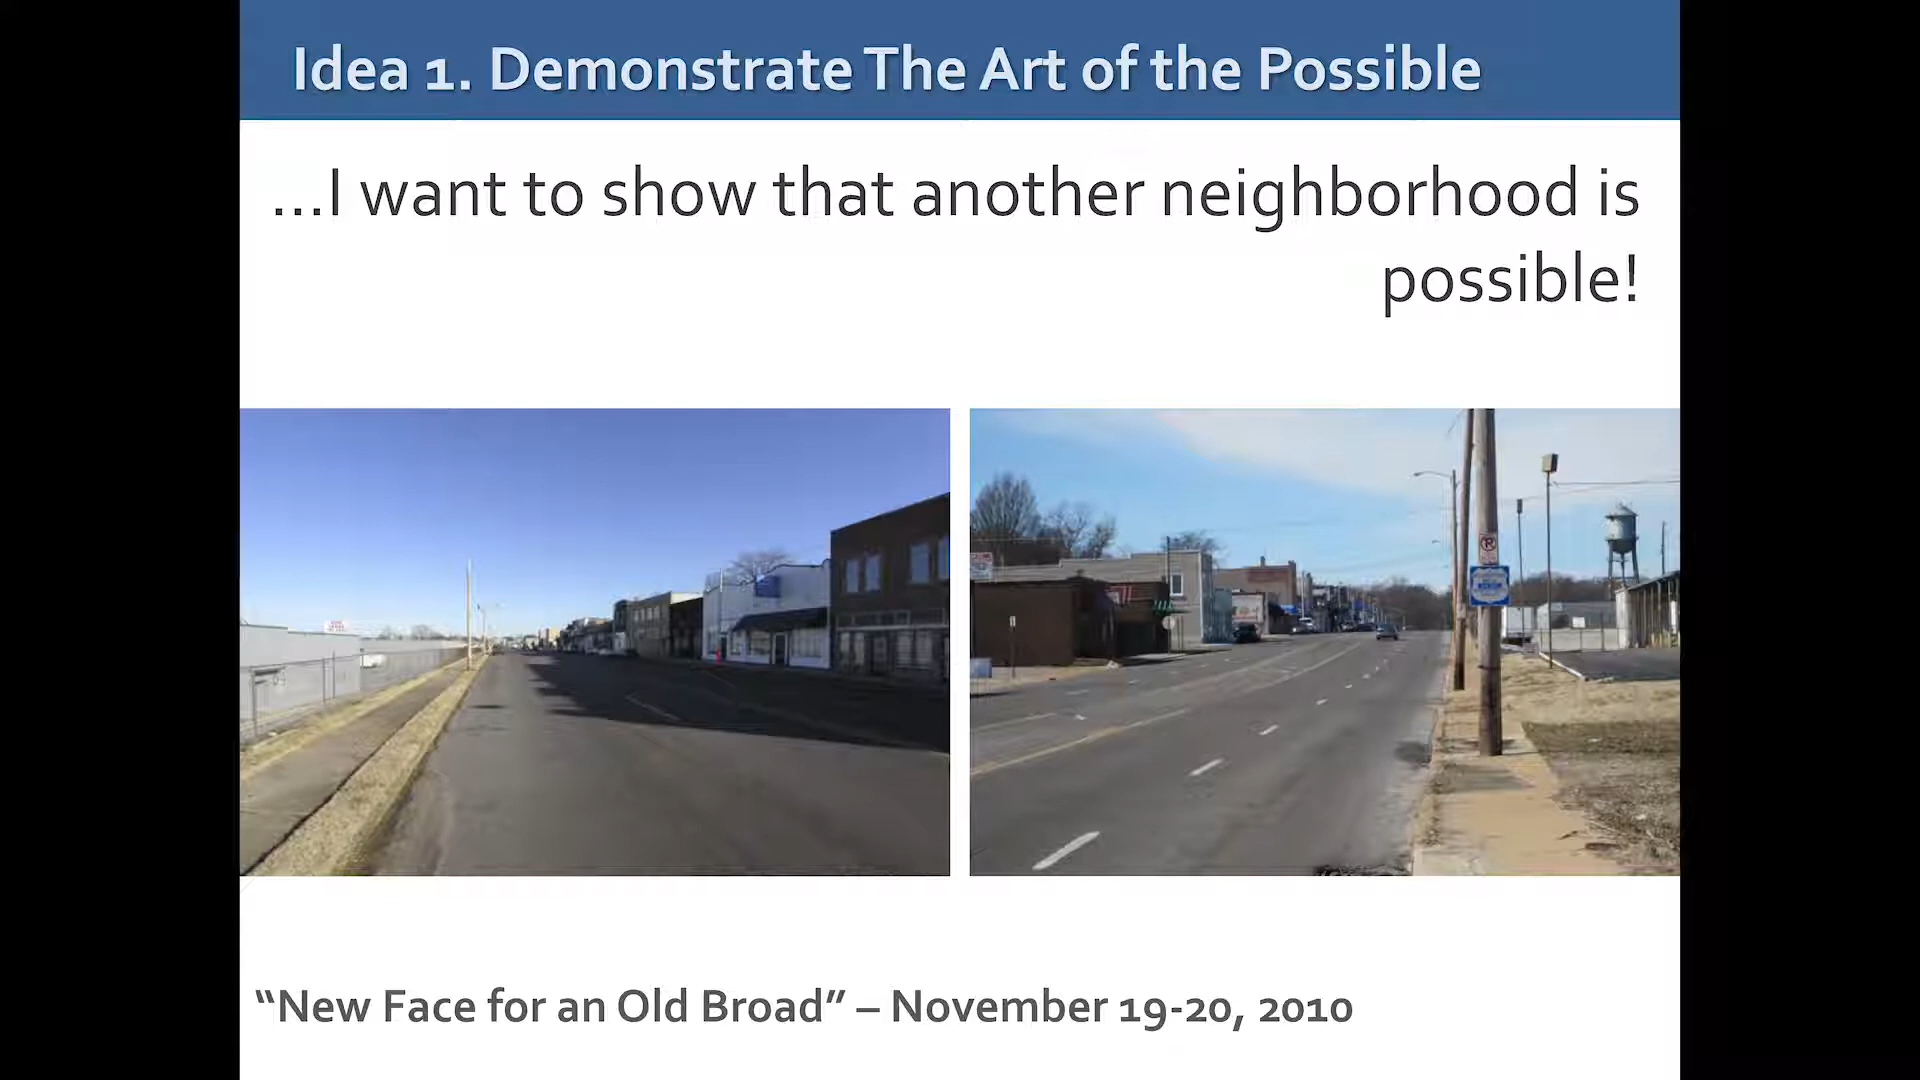 Idea 1. Demonstrate The Art of the Possible
...I want to show that another neighborhood is
possible!
“New Face for an Old Broad” – November 19-20, 2010